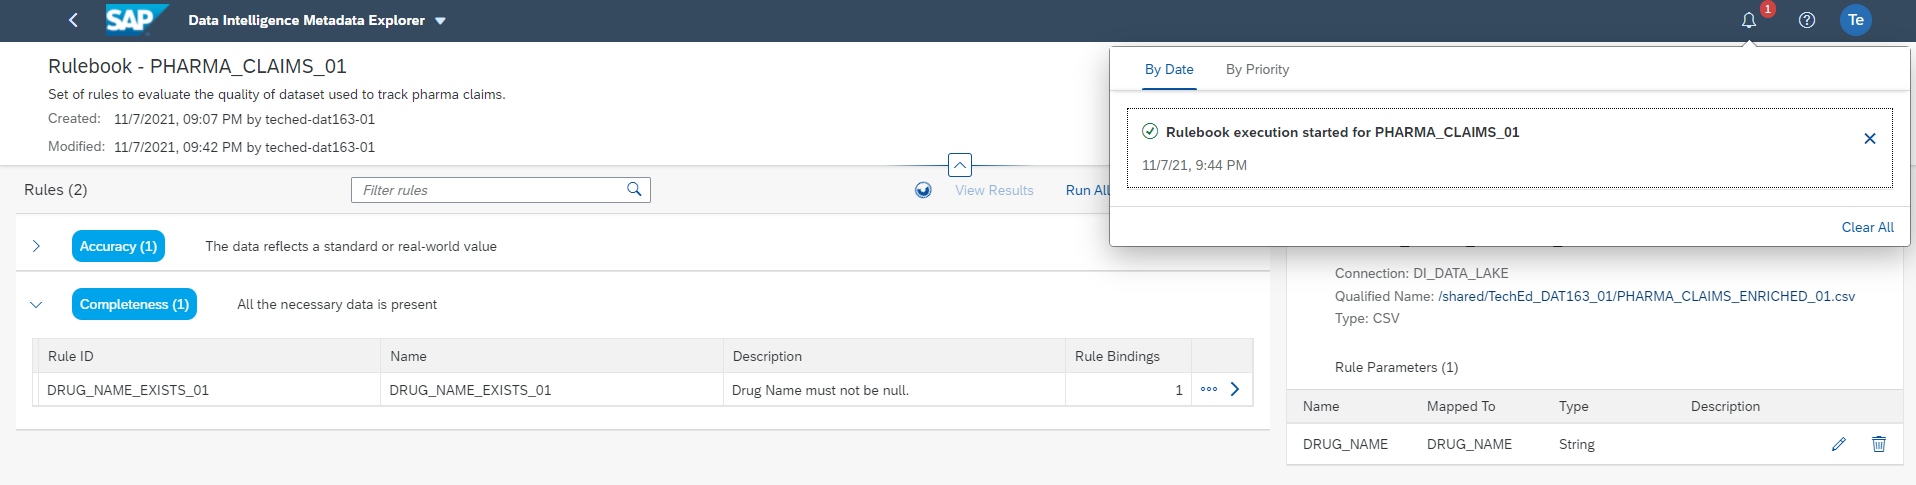 SAP Data Intelligence Metadata Explorer 1 Te
Rulebook - PHARMA_CLAIMS_01
Set of rules to evaluate the quality of dataset used to track pharma claims.
Created: 11/7/2021, 09:07 PM by teched-dat163-01
Modified: 11/7/2021, 09:42 PM by teched-dat163-01
By Date By Priority
Rulebook execution started for PHARMA_CLAIMS_01
11/7/21, 9:44 PM
Clear All
Rules (2) Filter rules View Results Run All
Accuracy (1) The data reflects a standard or real-world value
Completeness (1) All the necessary data is present
Rule ID Name Description Rule Bindings
DRUG_NAME_EXISTS_01 DRUG_NAME_EXISTS_01 Drug Name must not be null. 1
Connection: DI_DATA_LAKE
Qualified Name: /shared/TechEd_DAT163_01/PHARMA_CLAIMS_ENRICHED_01.csv
Type: CSV
Rule Parameters (1)
Name Mapped To Type Description
DRUG_NAME DRUG_NAME String